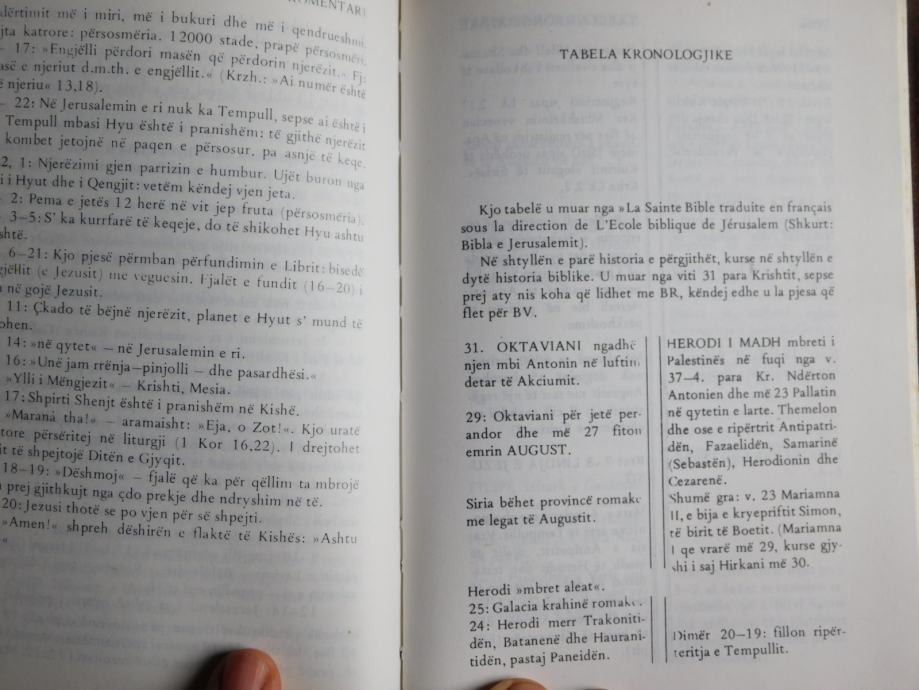 KOMENTARI
alërtimit më i miri, më i bukuri dhe më i qendrueshmi.
jta katrore: përsosmëria. 12000 stade, prapë përsosmëri.
– 17: »Engjëlli përdori masën që përdorin njerëzit.« Fj:
asë e njeriut d.m.th. e engjëllit.« (Krzh.: »Ai numër është
ë njeriu« 13,18).
– 22: Në Jerusalemin e ri nuk ka Tempull, sepse ai është i
Tempull mbasi Hyu është i pranishëm: të gjithë njerëzit
kombet jetojnë në paqen e përsosur, pa asnjë të keqe.
2, 1: Njerëzimi gjen parrizin e humbur. Ujët buron nga
i i Hyut dhe i Qengjit: vetëm këndej vjen jeta.
2: Pema e jetës 12 herë në vit jep fruta (përsosmëria).
3–5: S' ka kurrfarë të keqeje, do të shikohet Hyu ashtu
shtë.
6–21: Kjo pjesë përmban përfundimin e Librit: bisedë
gjëllit (e Jezusit) me veguesin. Fjalët e fundit (16–20) i
në gojë Jezusit.
11: Çkado të bëjnë njerëzit, planet e Hyut s' mund të
ohen.
14: »në qytet« – në Jerusalemin e ri.
16: »Unë jam rrënja—pinjolli – dhe pasardhësi.«
»Ylli i Mëngjezit« – Krishti, Mesia.
17: Shpirti Shenjt është i pranishëm në Kishë.
»Marana tha!« – aramaisht: »Eja, o Zot!«. Kjo uratë
tore përsëritej në liturgji (1 Kor 16,22). I drejtohet
it të shpejtojë Ditën e Gjyqit.
18–19: »Dëshmoj« – fjalë që ka për qëllim ta mbrojë
prej gjithkujt nga çdo prekje dhe ndryshim në të.
20: Jezusi thotë se po vjen për së shpejti.
»Amen!« shpreh dëshirën e flaktë të Kishës: »Ashtu
«
TABELA KRONOLOGJIKE
Kjo tabelë u muar nga »La Sainte Bible traduite en français
sous la direction de L'Ecole biblique de Jérusalem (Shkurt:
Bibla e Jerusalemit).
Në shtyllën e parë historia e përgjithët, kurse në shtyllën e
dytë historia biblike. U muar nga viti 31 para Krishtit, sepse
prej aty nis koha që lidhet me BR, këndej edhe u la pjesa që
flet për BV.
31. OKTAVIANI ngadhë
njen mbi Antonin në luftin
detar të Akciumit.
29: Oktaviani për jetë per-
andor dhe më 27 fiton
emrin AUGUST.
Siria bëhet provincë romake
me legat të Augustit.
Herodi »mbret aleat«.
25: Galacia krahinë romake.
24: Herodi merr Trakoniti-
dën, Batanenë dhe Haurani-
tidën, pastaj Paneidën.
HERODI I MADH mbreti i
Palestinës në fuqi nga v.
37–4. para Kr. Ndërton
Antonien dhe më 23 Pallatin
në qytetin e larte. Themelon
dhe ose e ripërtrit Antipatri-
dën, Fazaelidën, Samarinë
(Sebastën), Herodionin dhe
Cezarenë.
Shumë gra: v. 23 Mariamna
II, e bija e kryepriftit Simon,
të birit të Boetit. (Mariamna
I qe vrarë më 29, kurse gjy-
shi i saj Hirkani më 30.
Dimër 20–19: fillon ripër-
teritja e Tempullit.